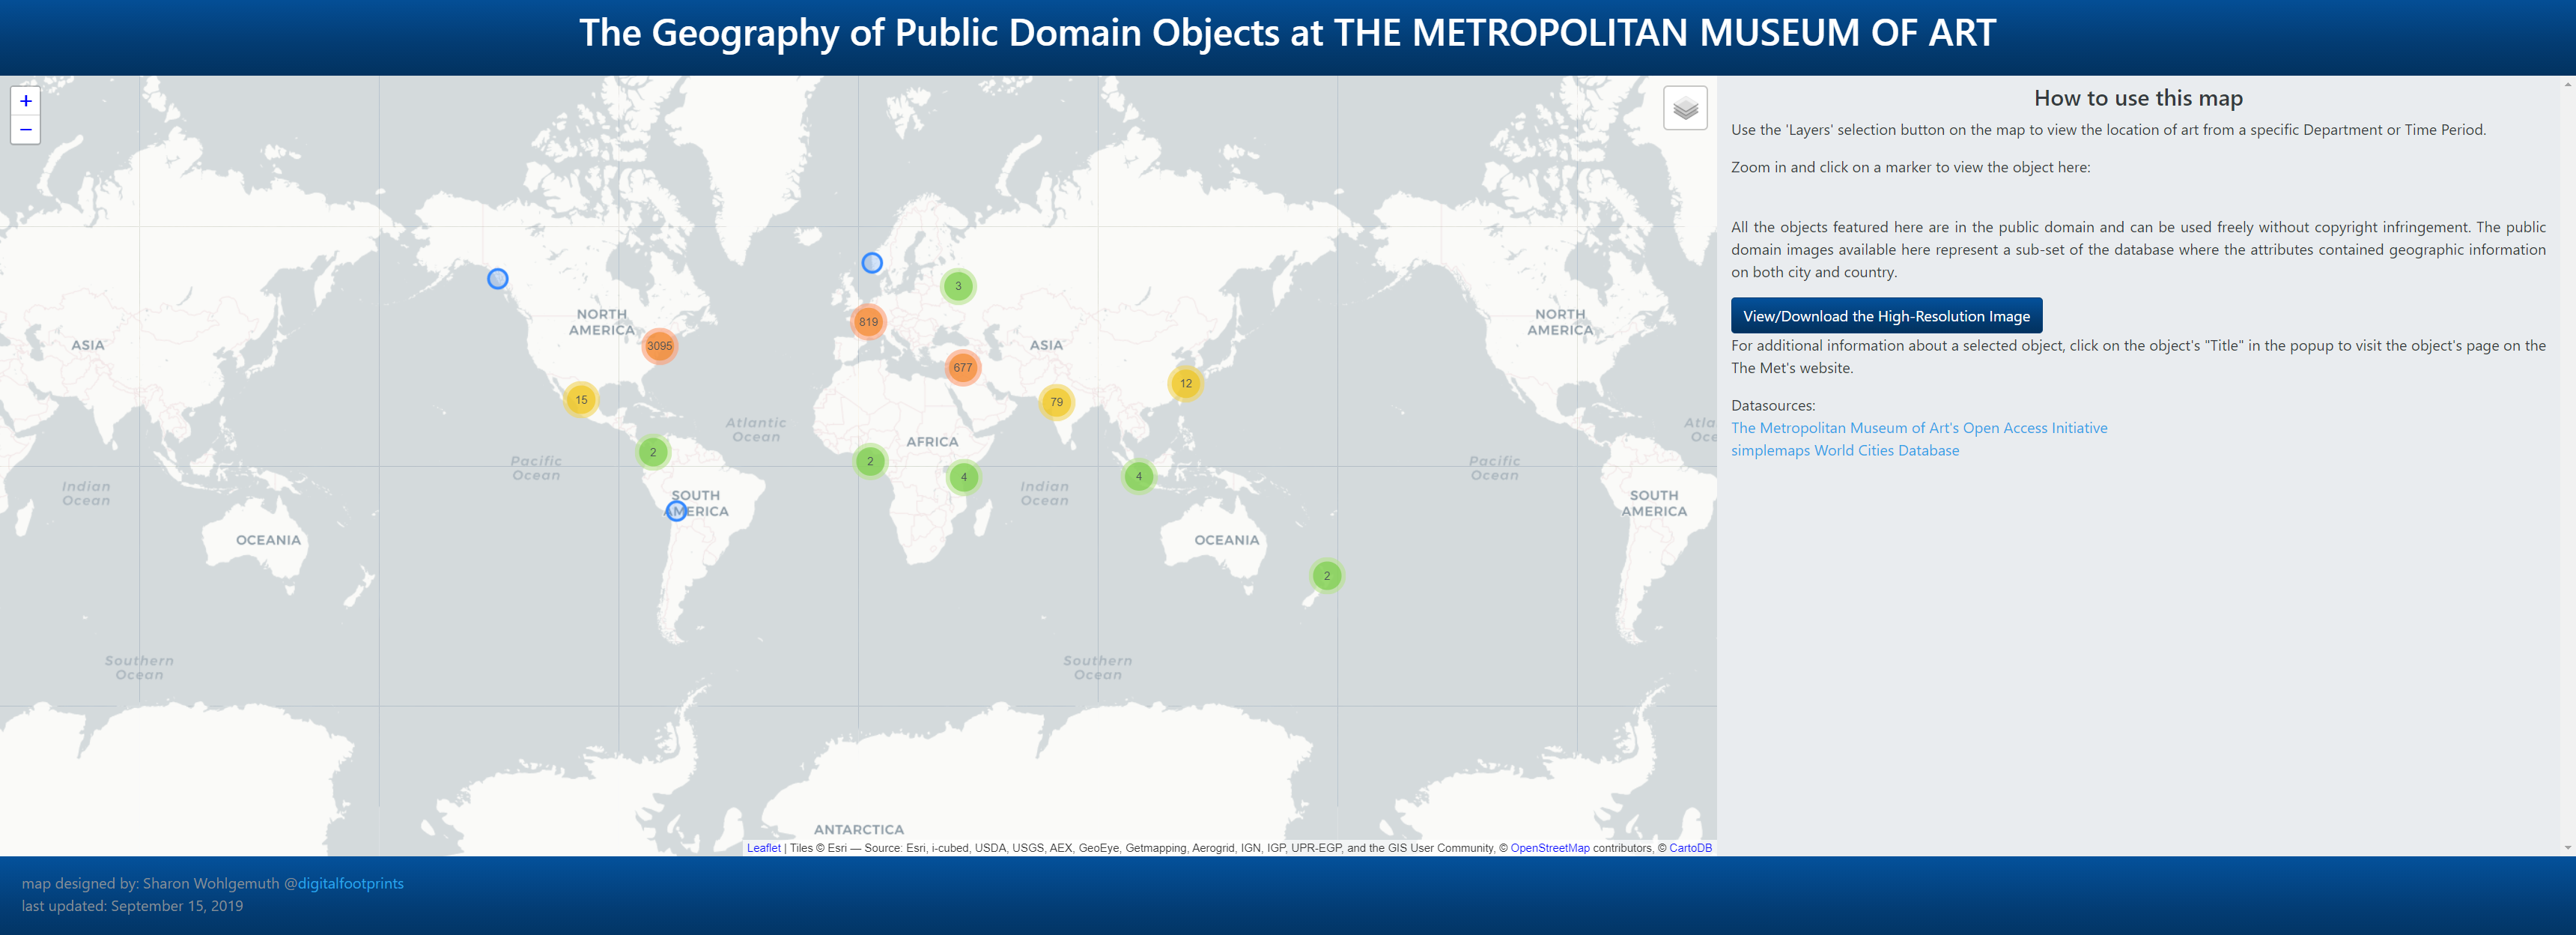 The Geography of Public Domain Objects at THE METROPOLITAN MUSEUM OF ART
+
−
NORTH
AMERICA
NORTH
AMERICA
ASIA
ASIA
3
819
3095
677
15
79
12
Atlantic
Ocean
AFRICA
Atla
Oce
2
2
4
4
Pacific
Ocean
Pacific
Ocean
Indian
Ocean
Indian
Ocean
SOUTH
AMERICA
SOUTH
AMERICA
OCEANIA
OCEANIA
2
Southern
Ocean
Southern
Ocean
ANTARCTICA
Leaflet | Tiles © Esri — Source: Esri, i-cubed, USDA, USGS, AEX, GeoEye, Getmapping, Aerogrid, IGN, IGP, UPR-EGP, and the GIS User Community, © OpenStreetMap contributors, © CartoDB
How to use this map
Use the 'Layers' selection button on the map to view the location of art from a specific Department or Time Period.
Zoom in and click on a marker to view the object here:
All the objects featured here are in the public domain and can be used freely without copyright infringement. The public
domain images available here represent a sub-set of the database where the attributes contained geographic information
on both city and country.
View/Download the High-Resolution Image
For additional information about a selected object, click on the object's "Title" in the popup to visit the object's page on the
The Met's website.
Datasources:
The Metropolitan Museum of Art's Open Access Initiative
simplemaps World Cities Database
map designed by: Sharon Wohlgemuth @digitalfootprints
last updated: September 15, 2019